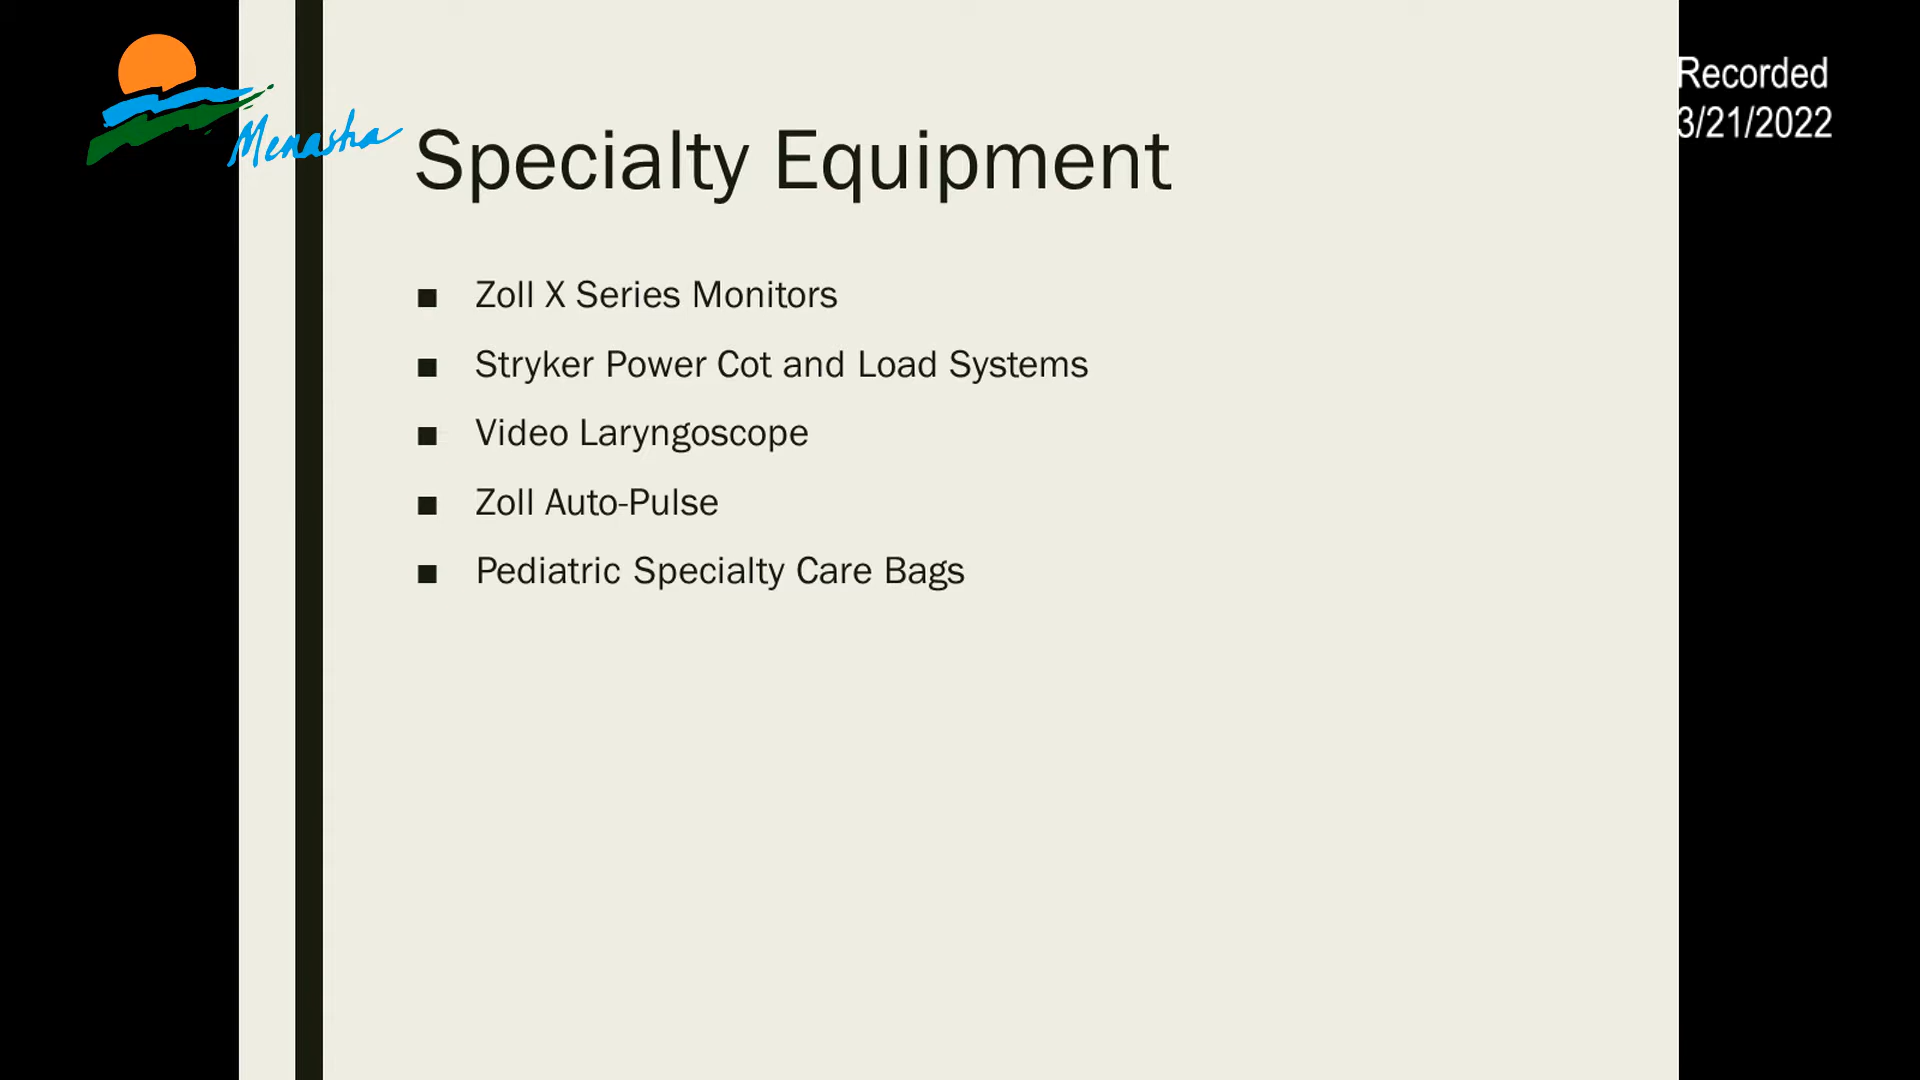 Menasha
Recorded
3/21/2022
Specialty Equipment
■ Zoll X Series Monitors
■ Stryker Power Cot and Load Systems
■ Video Laryngoscope
■ Zoll Auto-Pulse
■ Pediatric Specialty Care Bags